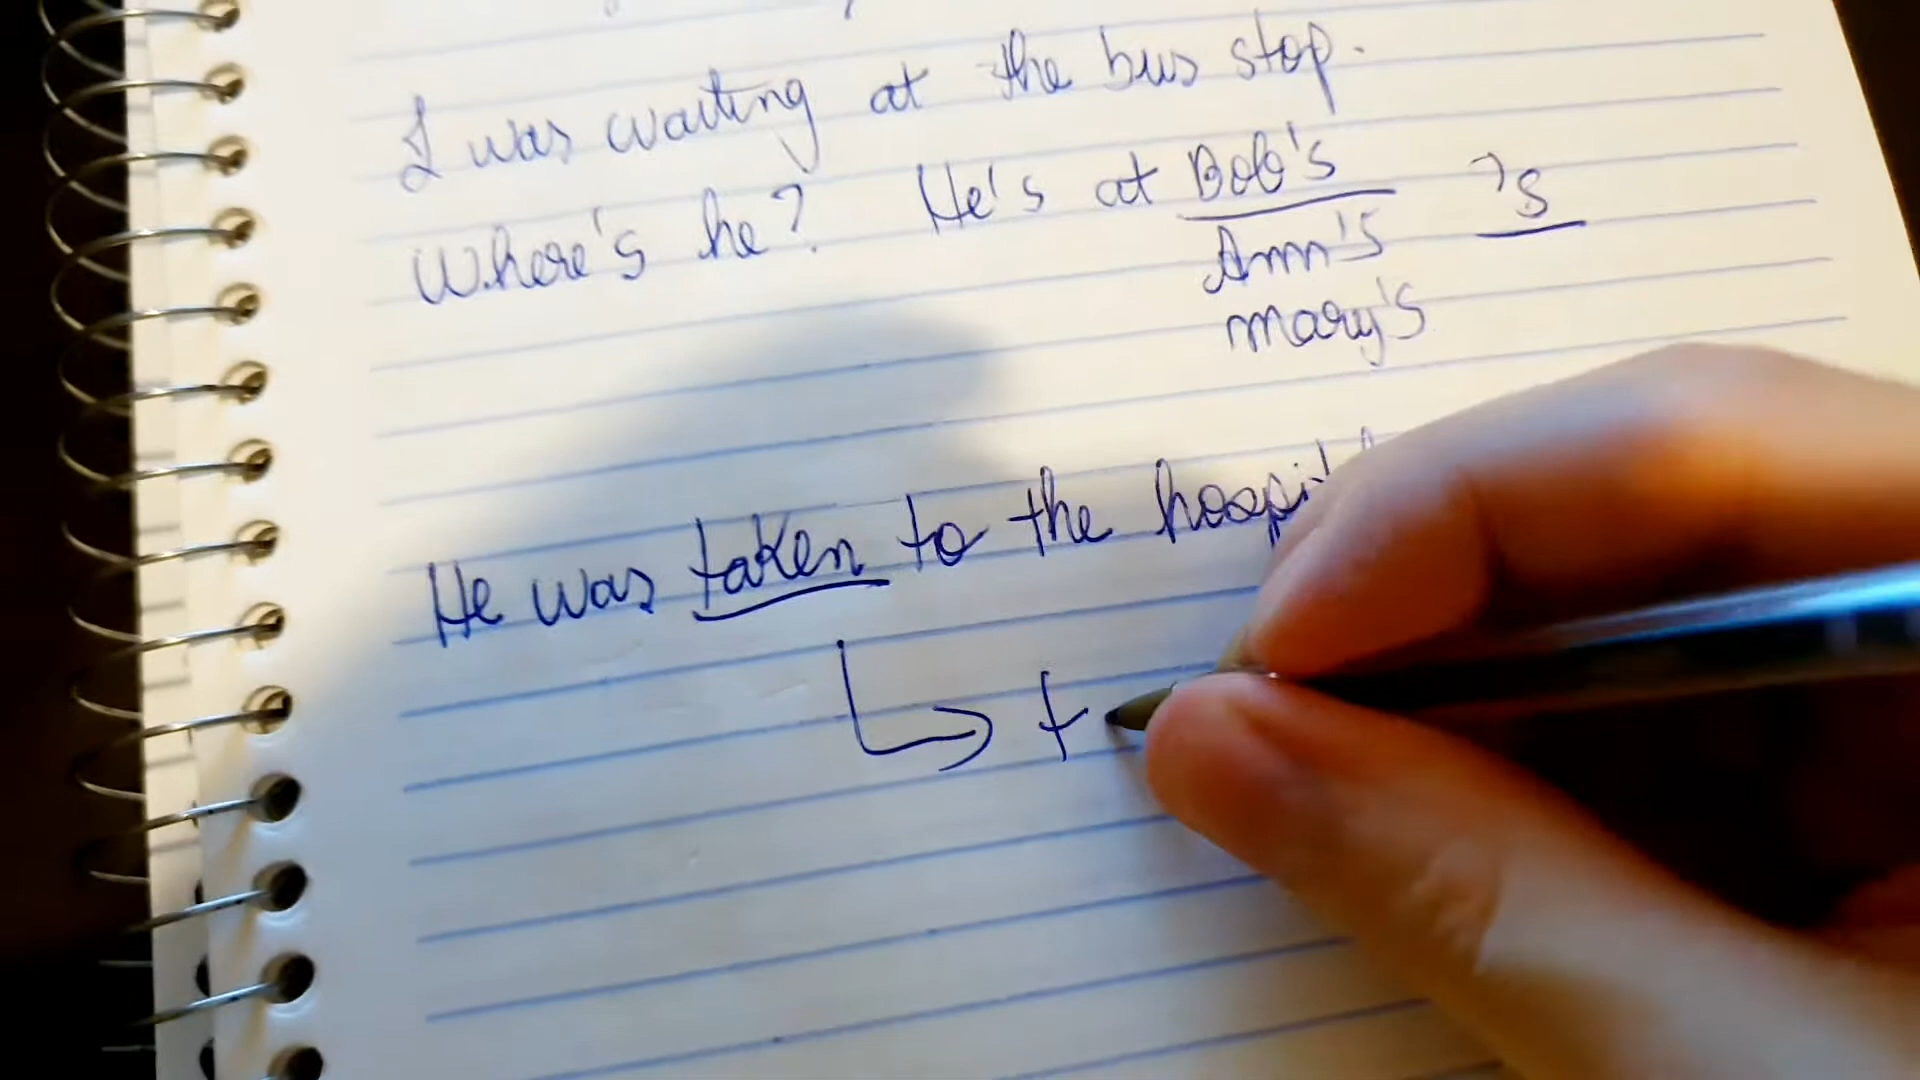 I was waiting at the bus stop.
Where's he? He's at Bob's 's
Ann's
Mary's
He was taken to the
t